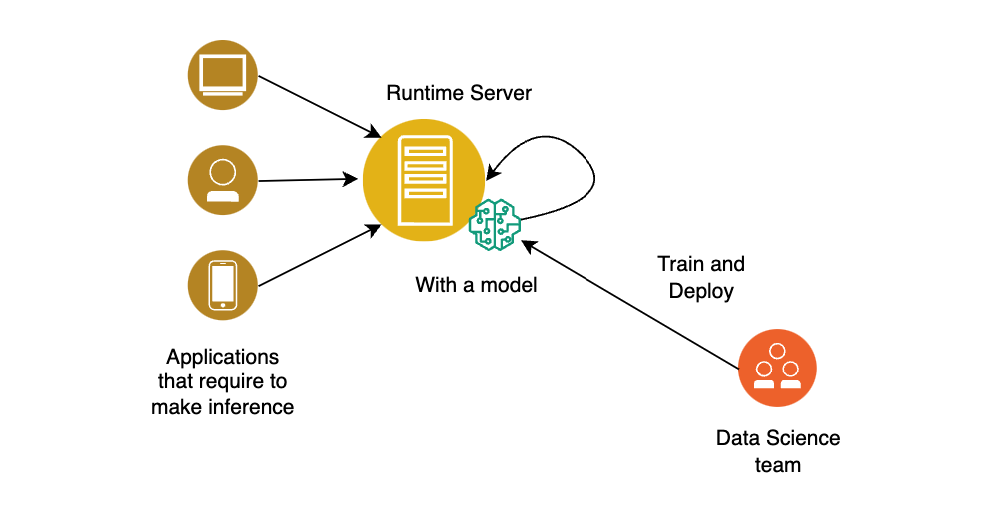 Runtime Server
With a model
Train and
Deploy
Applications
that require to
make inference
Data Science
team